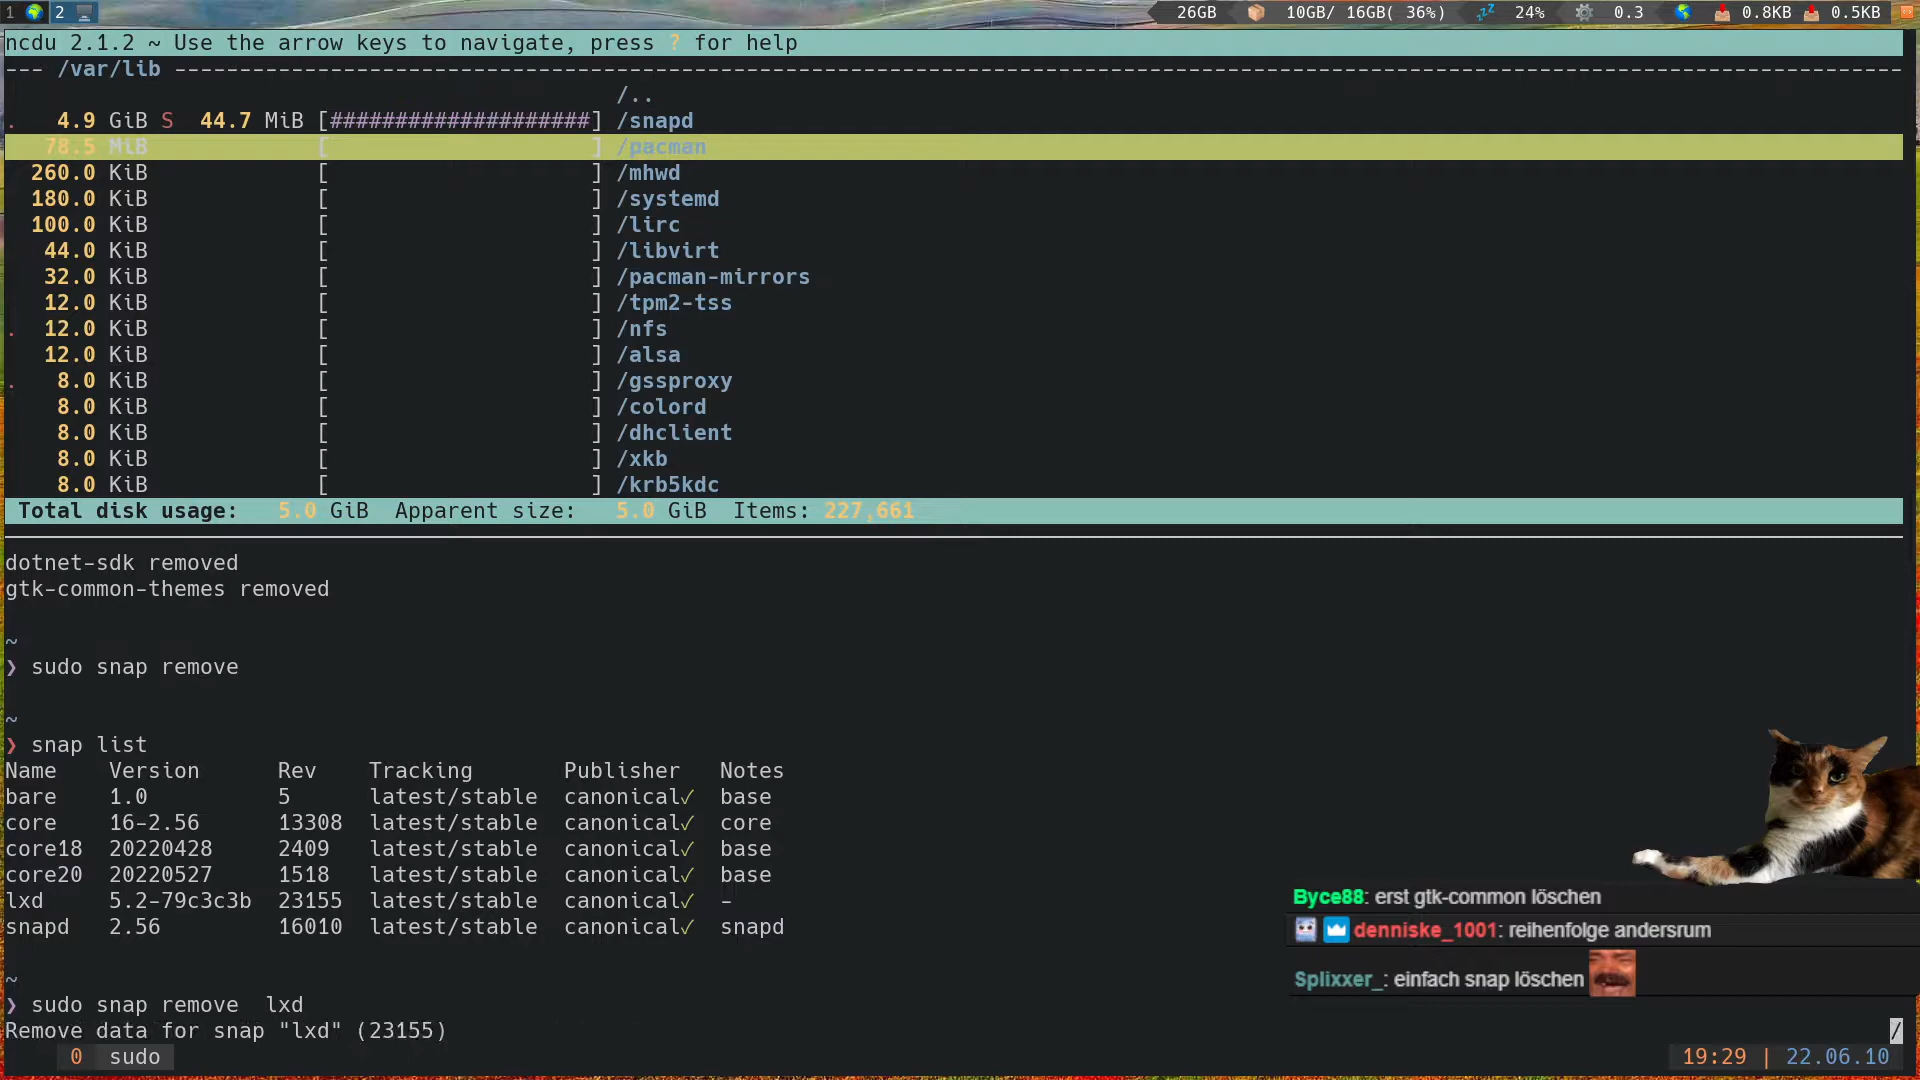 1 2 26GB 10GB/ 16GB( 36%) 24% 0.3 0.8KB 0.5KB
ncdu 2.1.2 ~ Use the arrow keys to navigate, press ? for help
--- /var/lib ---------------------------------------------------------------------------------------------------------------------------------------
/..
. 4.9 GiB S 44.7 MiB [####################] /snapd
78.5 MiB [ ] /pacman
260.0 KiB [ ] /mhwd
180.0 KiB [ ] /systemd
100.0 KiB [ ] /lirc
44.0 KiB [ ] /libvirt
32.0 KiB [ ] /pacman-mirrors
12.0 KiB [ ] /tpm2-tss
. 12.0 KiB [ ] /nfs
12.0 KiB [ ] /alsa
. 8.0 KiB [ ] /gssproxy
8.0 KiB [ ] /colord
8.0 KiB [ ] /dhclient
8.0 KiB [ ] /xkb
8.0 KiB [ ] /krb5kdc
Total disk usage: 5.0 GiB Apparent size: 5.0 GiB Items: 227,661
dotnet-sdk removed
gtk-common-themes removed
~
❯ sudo snap remove
~
❯ snap list
Name Version Rev Tracking Publisher Notes
bare 1.0 5 latest/stable canonical✓ base
core 16-2.56 13308 latest/stable canonical✓ core
core18 20220428 2409 latest/stable canonical✓ base
core20 20220527 1518 latest/stable canonical✓ base
lxd 5.2-79c3c3b 23155 latest/stable canonical✓ -
snapd 2.56 16010 latest/stable canonical✓ snapd
~
❯ sudo snap remove lxd
Remove data for snap "lxd" (23155) /
0 sudo
Byce88: erst gtk-common löschen
denniske_1001: reihenfolge andersrum
Splixxer_: einfach snap löschen
19:29 | 22.06.10